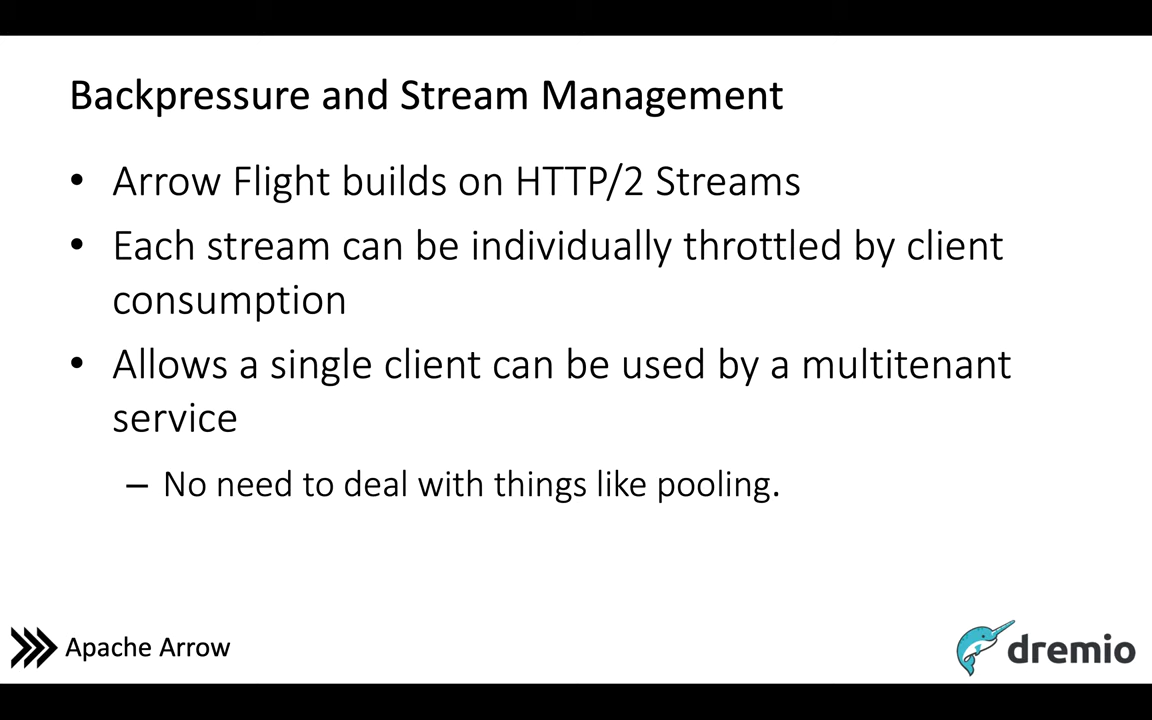 Backpressure and Stream Management
• Arrow Flight builds on HTTP/2 Streams
• Each stream can be individually throttled by client
consumption
• Allows a single client can be used by a multitenant
service
– No need to deal with things like pooling.
Apache Arrow
dremio